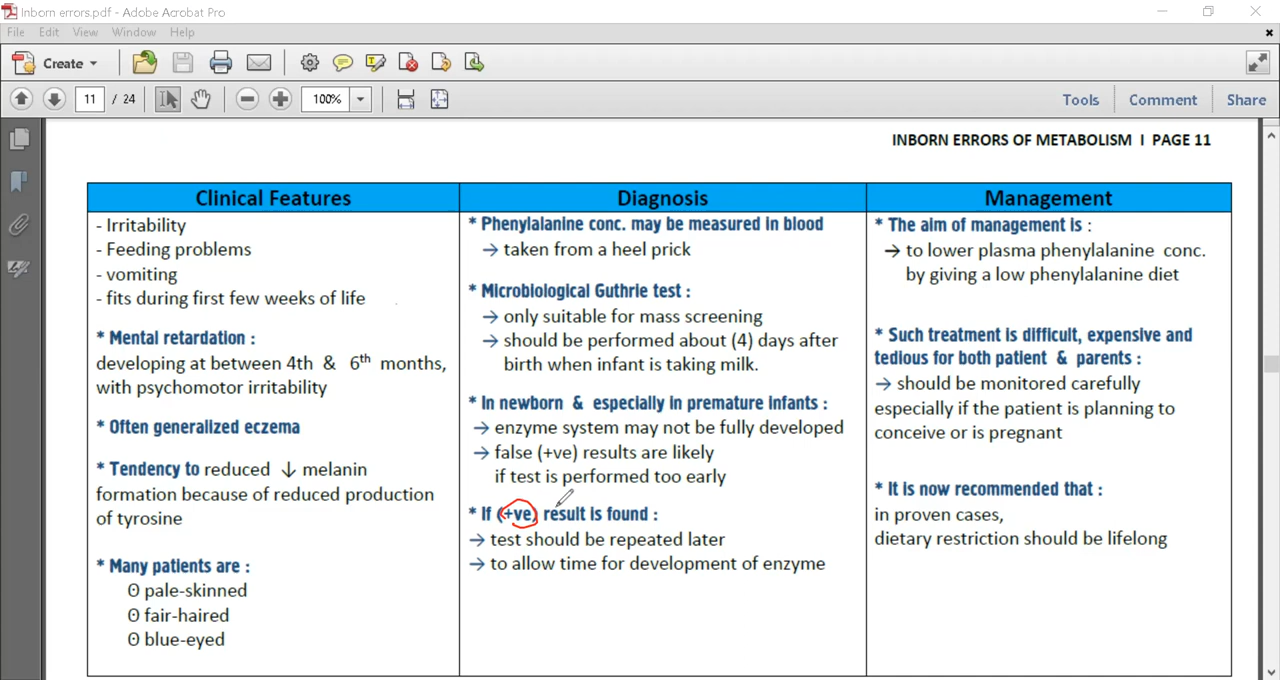 Inborn errors.pdf - Adobe Acrobat Pro
File Edit View Window Help
Create
11 / 24 100% Tools Comment Share
INBORN ERRORS OF METABOLISM I PAGE 11
Clinical Features
- Irritability
- Feeding problems
- vomiting
- fits during first few weeks of life
* Mental retardation :
developing at between 4th & 6th months,
with psychomotor irritability
* Often generalized eczema
* Tendency to reduced ↓ melanin
formation because of reduced production
of tyrosine
* Many patients are :
ʘ pale-skinned
ʘ fair-haired
ʘ blue-eyed
Diagnosis
* Phenylalanine conc. may be measured in blood
→ taken from a heel prick
* Microbiological Guthrie test :
→ only suitable for mass screening
→ should be performed about (4) days after
birth when infant is taking milk.
* In newborn & especially in premature infants :
→ enzyme system may not be fully developed
→ false (+ve) results are likely
if test is performed too early
* If (+ve) result is found :
→ test should be repeated later
→ to allow time for development of enzyme
Management
* The aim of management is :
→ to lower plasma phenylalanine conc.
by giving a low phenylalanine diet
* Such treatment is difficult, expensive and
tedious for both patient & parents :
→ should be monitored carefully
especially if the patient is planning to
conceive or is pregnant
* It is now recommended that :
in proven cases,
dietary restriction should be lifelong